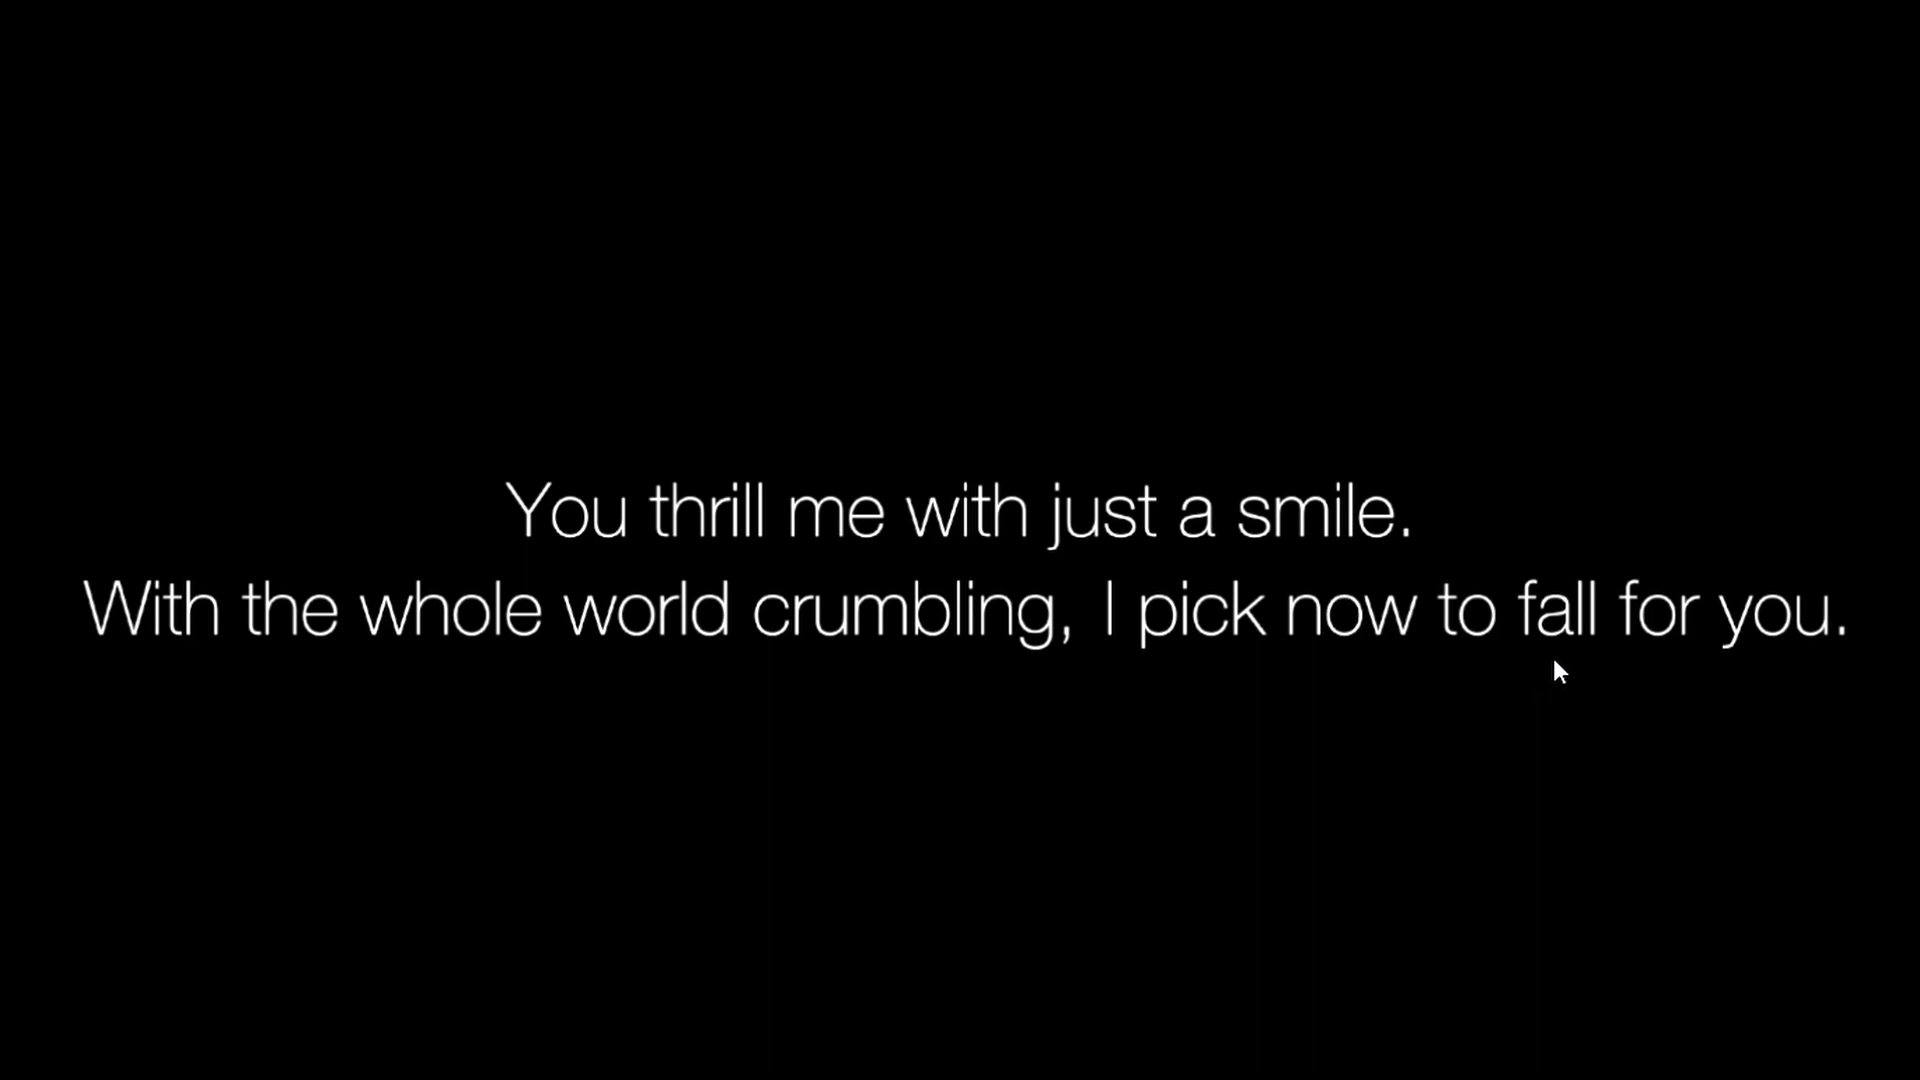 You thrill me with just a smile.
With the whole world crumbling, I pick now to fall for you.